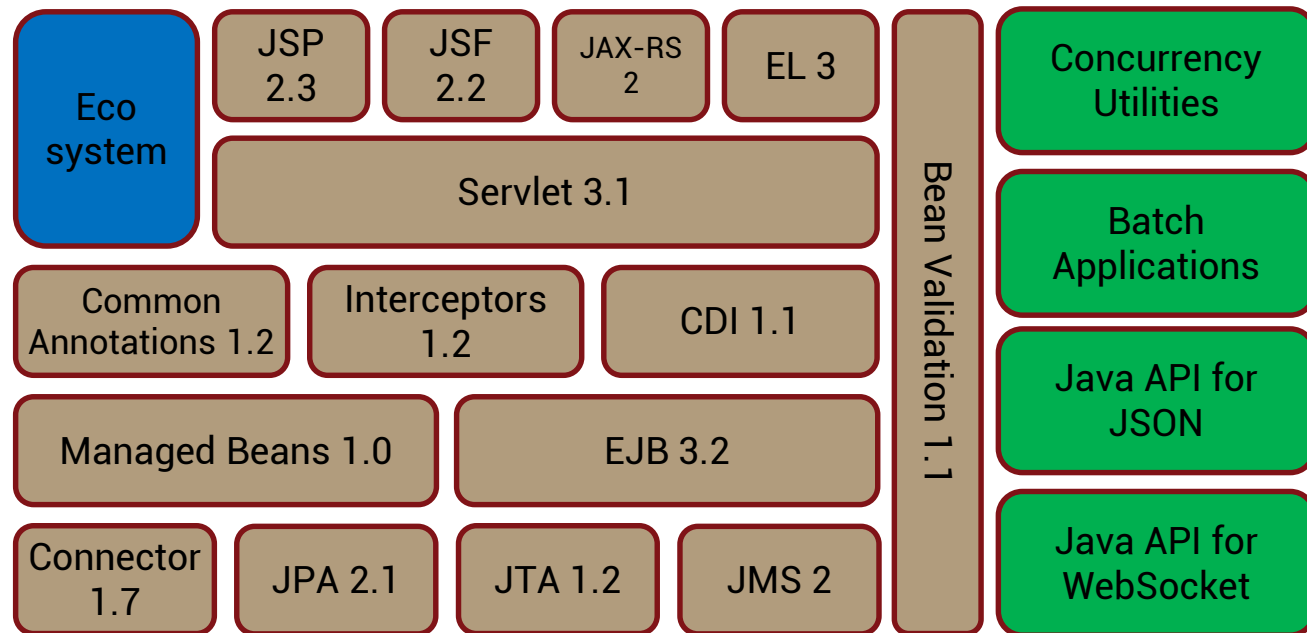 Eco
system
JSP
2.3
JSF
2.2
JAX-RS
2
EL 3
Servlet 3.1
Common
Annotations 1.2
Interceptors
1.2
CDI 1.1
Managed Beans 1.0
EJB 3.2
Connector
1.7
JPA 2.1
JTA 1.2
JMS 2
Bean Validation 1.1
Concurrency
Utilities
Batch
Applications
Java API for
JSON
Java API for
WebSocket